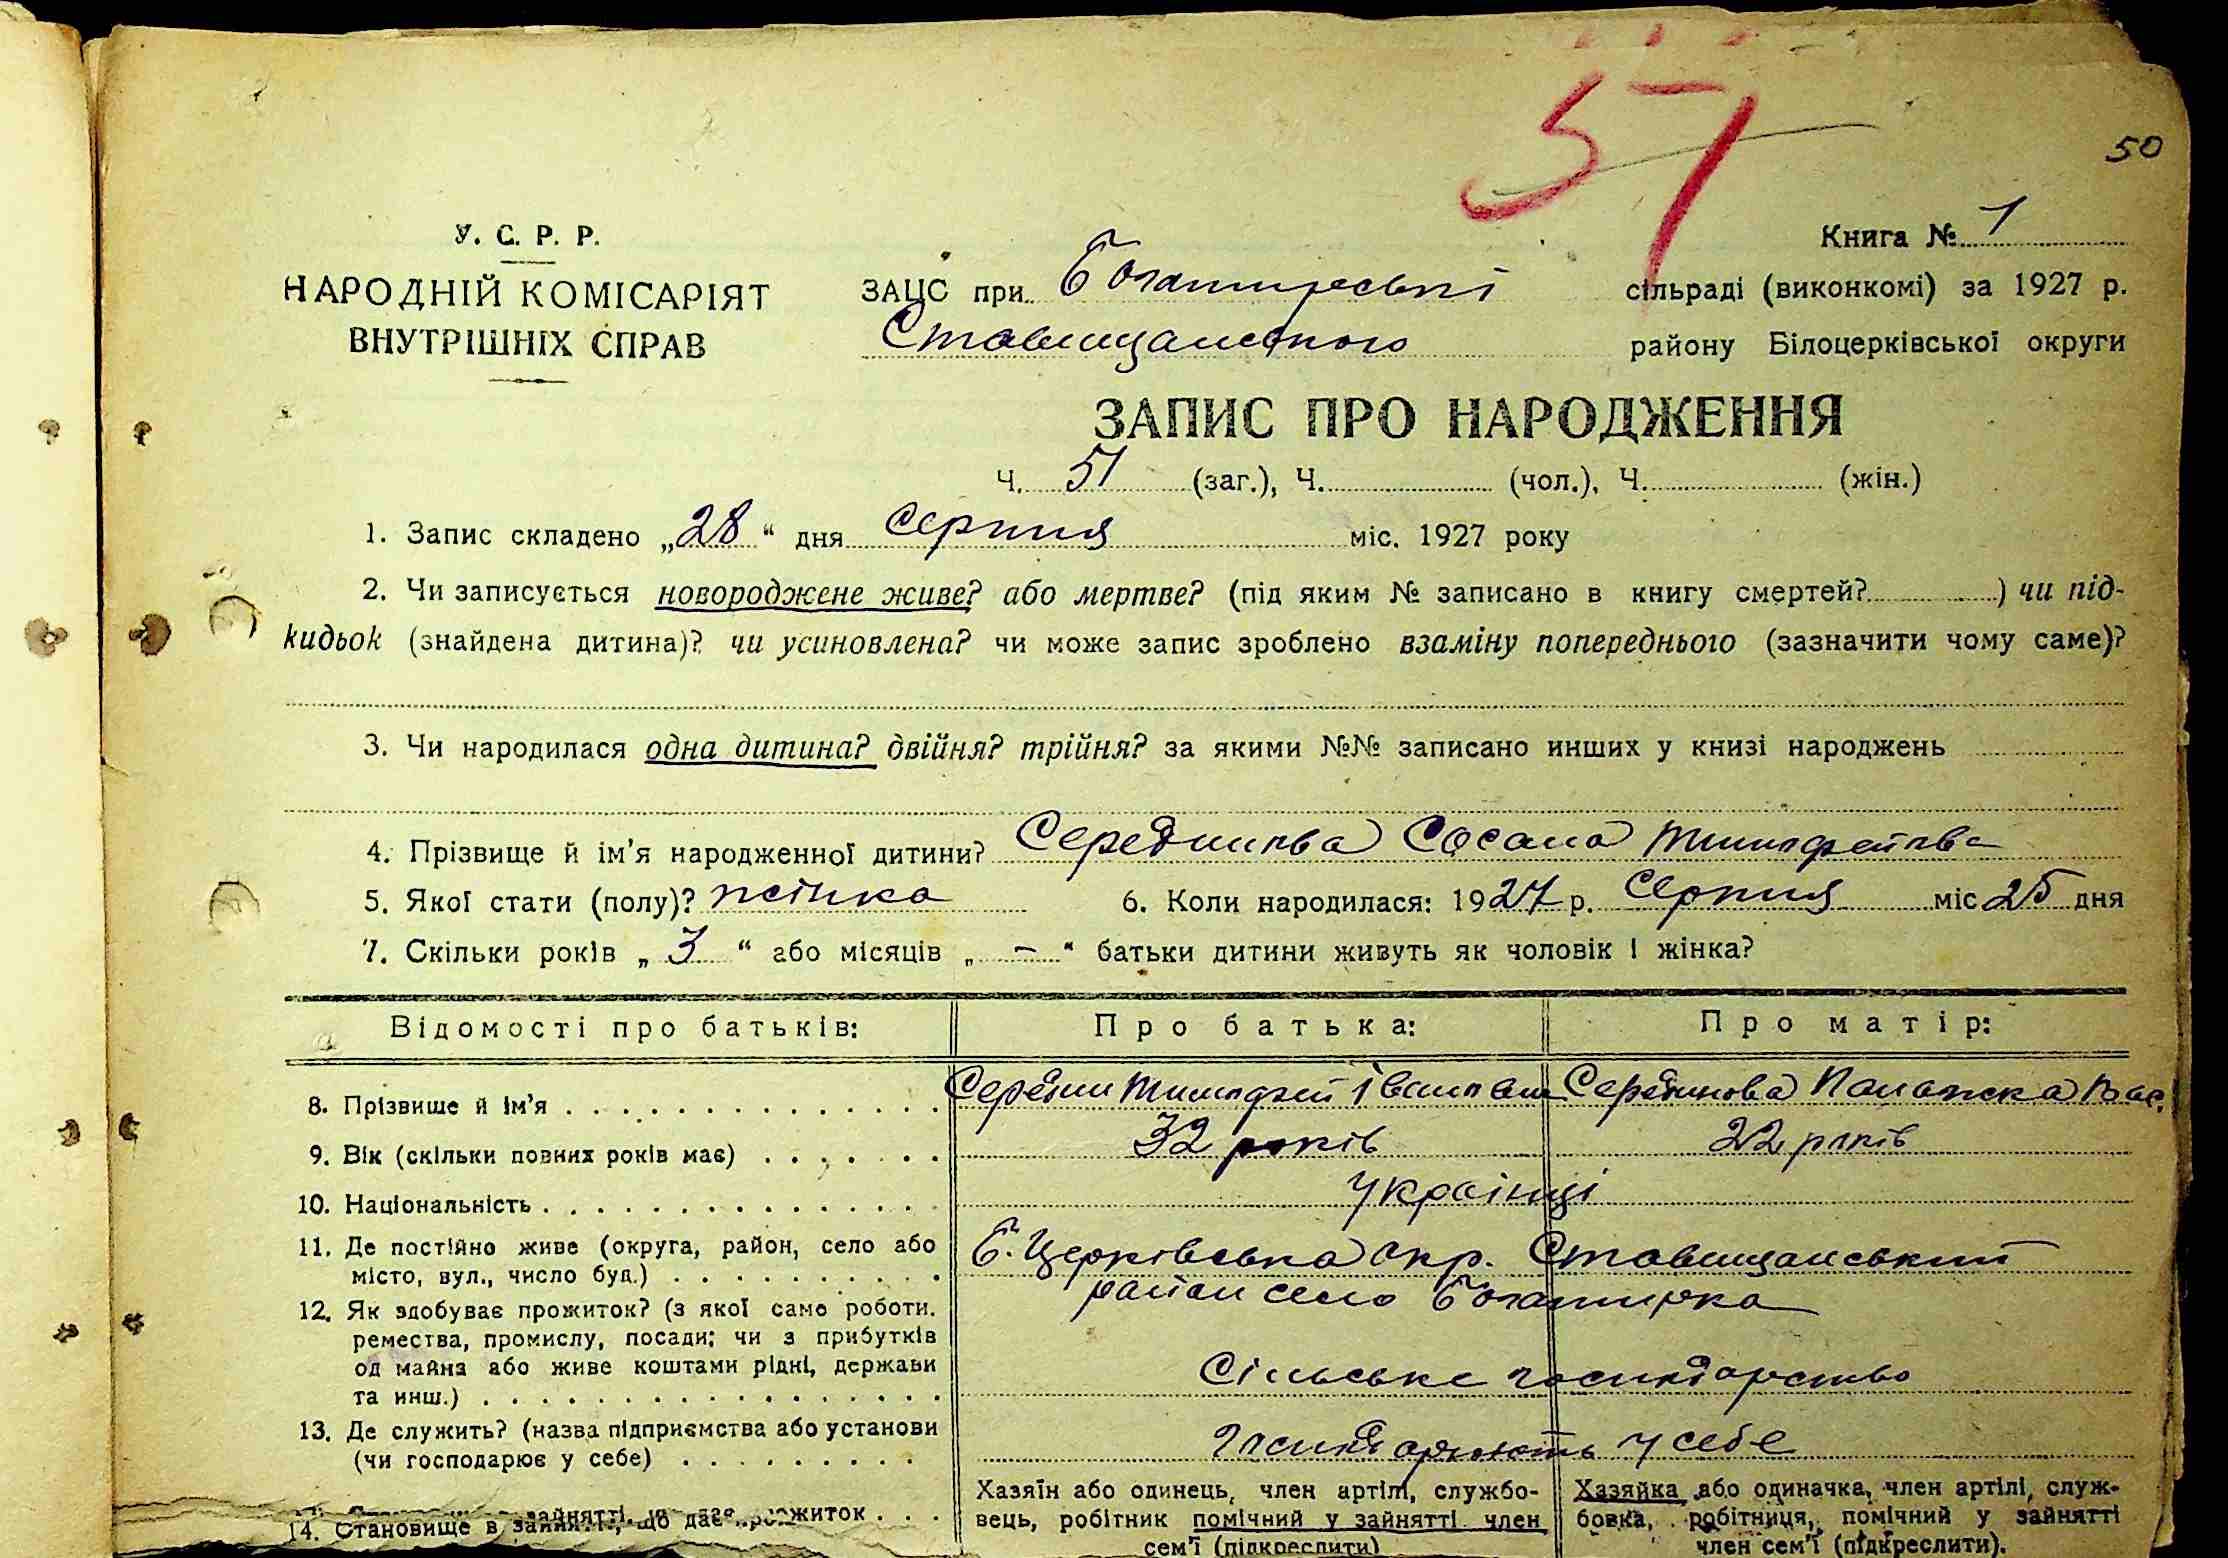 57
50
У. С. Р. Р.
НАРОДНІЙ КОМІСАРІЯТ
ВНУТРІШНІХ СПРАВ
Книга № 1
ЗАЦС при Богатирській сільраді (виконкомі) за 1927 р.
Ставищанського району Білоцерківської округи
ЗАПИС ПРО НАРОДЖЕННЯ
Ч. 51 (заг.), Ч. (чол.), Ч. (жін.)
1. Запис складено „28“ дня серпня міс. 1927 року
2. Чи записується новороджене живе? або мертве? (під яким № записано в книгу смертей?) чи під-
кидьок (знайдена дитина)? чи усиновлена? чи може запис зроблено взаміну попереднього (зазначити чому саме)?
3. Чи народилася одна дитина? двійня? трійня? за якими №№ записано инших у книзі народжень
4. Прізвище й ім'я народженної дитини? Середінова Тимофейовна
5. Якої стати (полу)? жінка 6. Коли народилася: 1927 р. серпня міс 25 дня
7. Скільки років „3“ або місяців „-“ батьки дитини живуть як чоловік і жінка?
Відомості про батьків: Про батька: Про матір:
8. Прізвише й ім'я Тимофей Іванович Палажка Вас.
9. Вік (скільки повних років має) 32 років 22 років
10. Національність Українці
11. Де постійно живе (округа, район, село або Б. Церківська окр. Ставищанський
місто, вул., число буд.) район село Богатирка
12. Як здобуває прожиток? (з якої само роботи.
ремества, промислу, посади; чи з прибутків
од майна або живе коштами рідні, держави Сільське господарство
та инш.)
13. Де служить? (назва підприємства або установи Господарюють у себе
(чи господарює у себе)
14. Становище в занятті, що дає прожиток
Хазяїн або одинець, член артілі, службо-
вець, робітник помічний у зайнятті член
сем'ї (підкреслити)
Хазяйка або одиначка, член артілі, служ-
бовка, робітниця, помічний у зайнятті
член сем'ї (підкреслити).